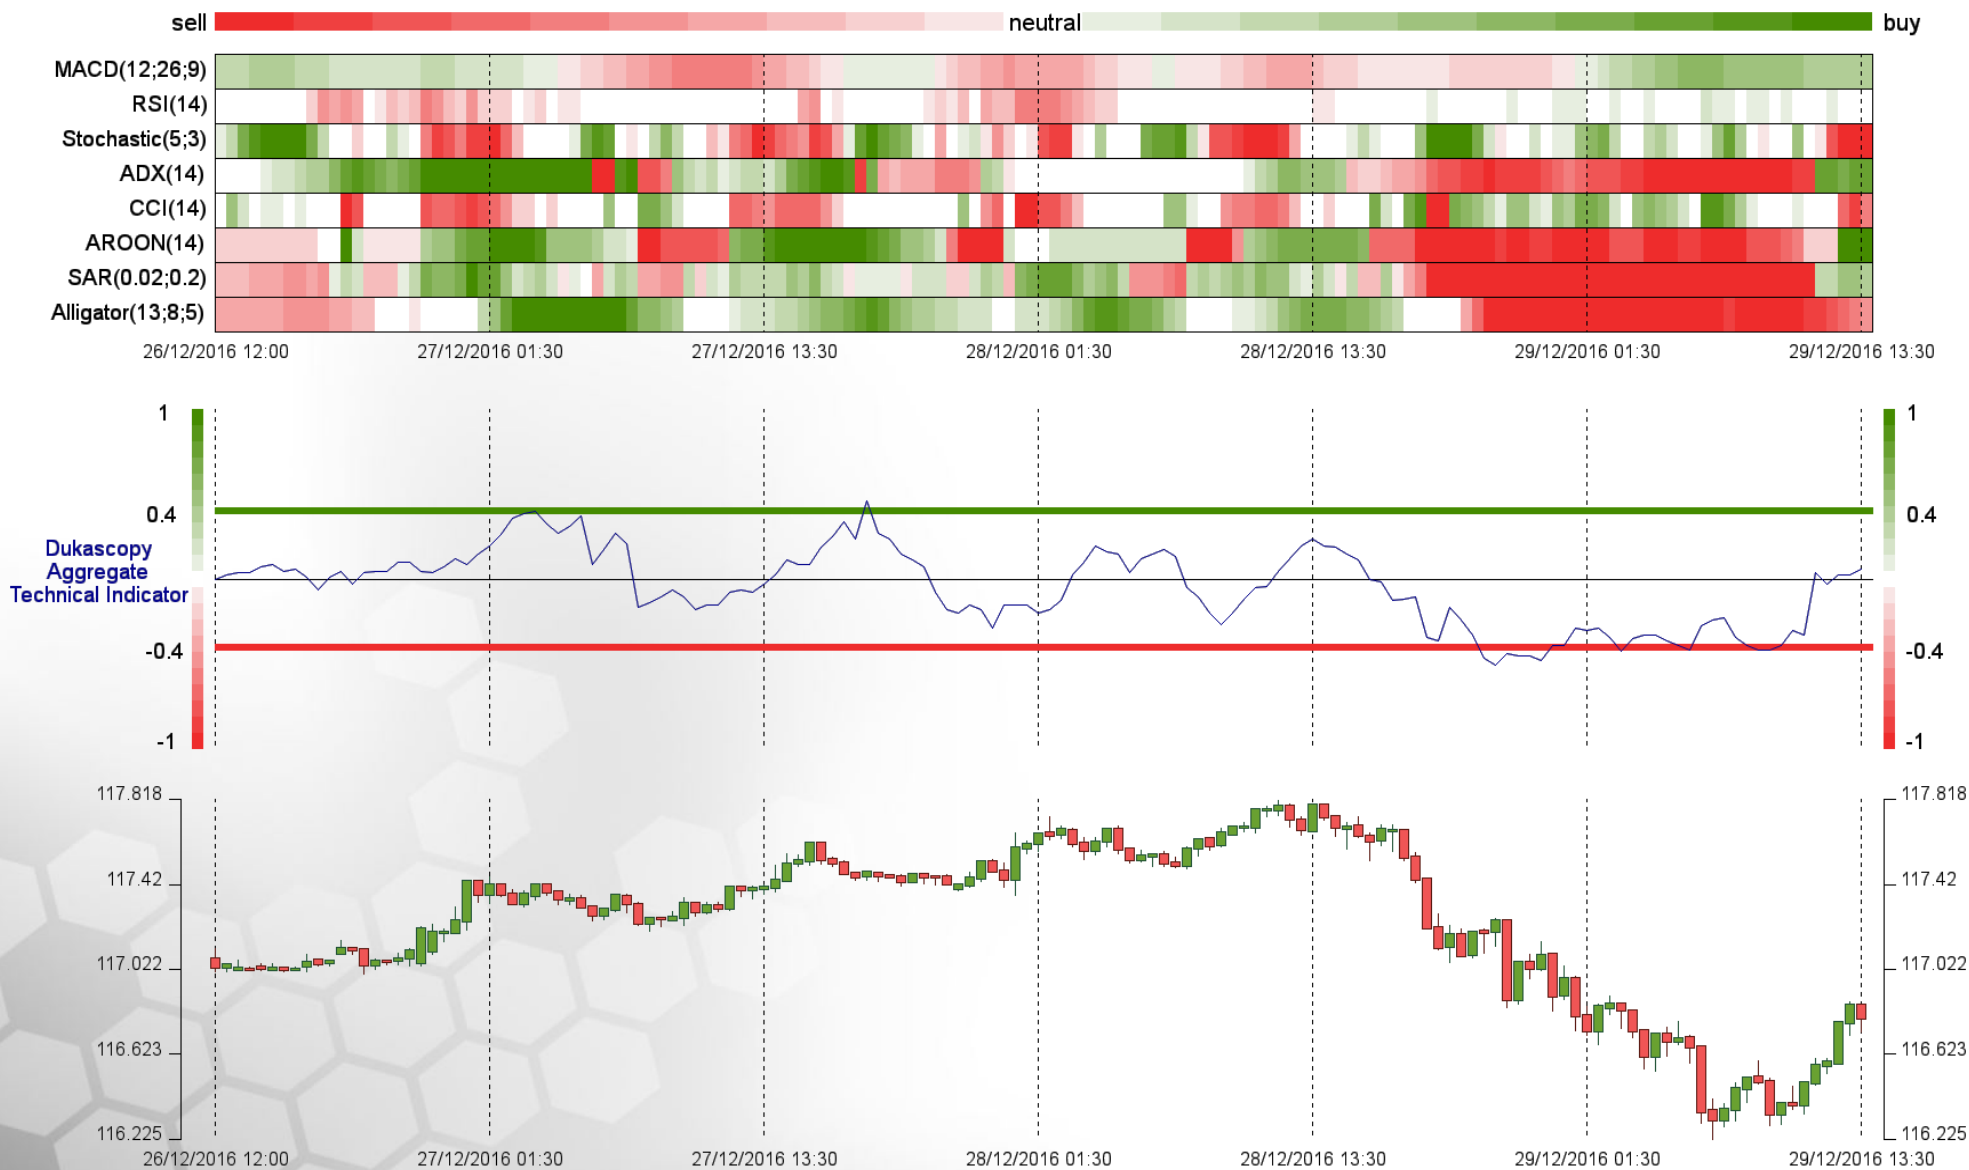 sell neutral buy
MACD(12;26;9)
RSI(14)
Stochastic(5;3)
ADX(14)
CCI(14)
AROON(14)
SAR(0.02;0.2)
Alligator(13;8;5)
26/12/2016 12:00 27/12/2016 01:30 27/12/2016 13:30 28/12/2016 01:30 28/12/2016 13:30 29/12/2016 01:30 29/12/2016 13:30
1 1
0.4 0.4
Dukascopy
Aggregate
Technical Indicator
-0.4 -0.4
-1 -1
117.818 117.818
117.42 117.42
117.022 117.022
116.623 116.623
116.225 116.225
26/12/2016 12:00 27/12/2016 01:30 27/12/2016 13:30 28/12/2016 01:30 28/12/2016 13:30 29/12/2016 01:30 29/12/2016 13:30